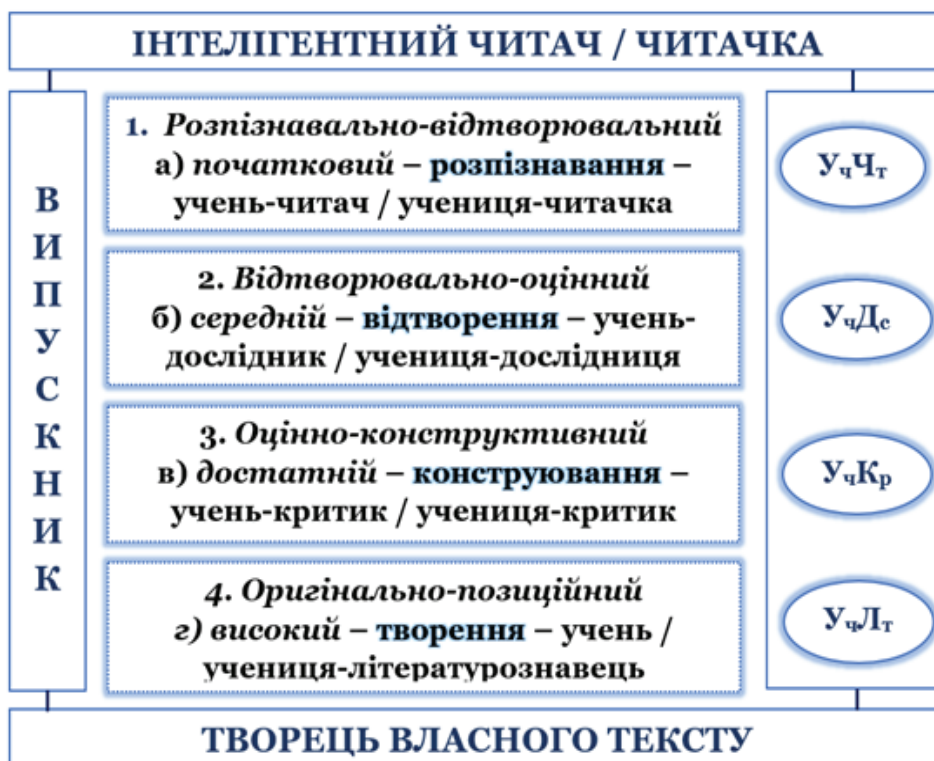 ІНТЕЛІГЕНТНИЙ ЧИТАЧ / ЧИТАЧКА
ВИПУСКНИК
1. Розпізнавально-відтворювальний
а) початковий – розпізнавання –
учень-читач / учениця-читачка
УчЧт
2. Відтворювально-оцінний
б) середній – відтворення – учень-
дослідник / учениця-дослідниця
УчДс
3. Оцінно-конструктивний
в) достатній – конструювання –
учень-критик / учениця-критик
УчКр
4. Оригінально-позиційний
г) високий – творення – учень /
учениця-літературознавець
УчЛт
ТВОРЕЦЬ ВЛАСНОГО ТЕКСТУ